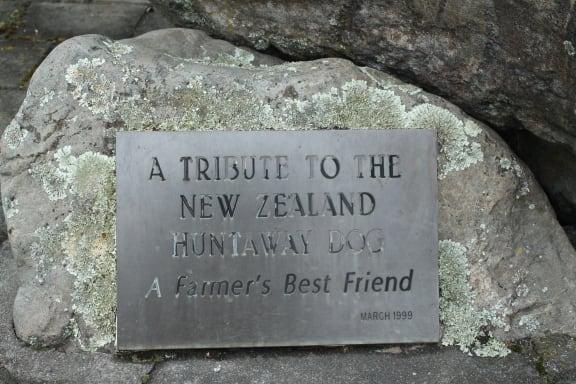 A TRIBUTE TO THE
NEW ZEALAND
HUNTAWAY DOG
A Farmer's Best Friend
MARCH 1999